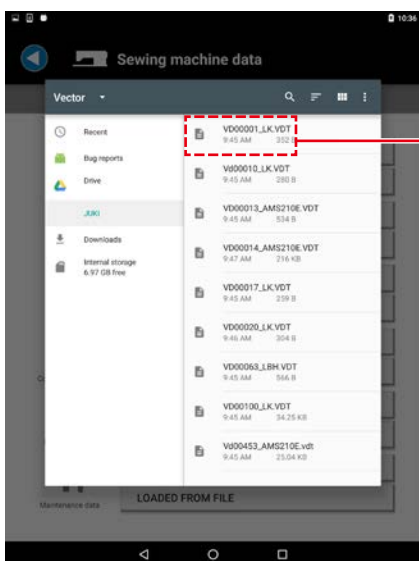 10:36
Sewing machine data
Vector
Recent
Bug reports
Drive
JUKI
Downloads
Internal storage
6.97 GB free
VD00001_LK.VDT
9:45 AM 352 B
Vd00010_LK.VDT
9:45 AM 280 B
VD00013_AMS210E.VDT
9:45 AM 534 B
VD00014_AMS210E.VDT
9:47 AM 216 KB
VD00017_LK.VDT
9:45 AM 259 B
VD00020_LK.VDT
9:46 AM 304 B
VD00063_LBH.VDT
9:45 AM 566 B
VD00100_LK.VDT
9:45 AM 34.25 KB
Vd00453_AMS210E.vdt
9:45 AM 25.04 KB
Maintenance data
LOADED FROM FILE